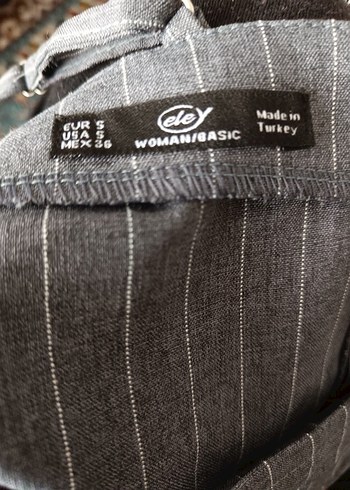 EUR S
USA S
MEX 36
eleY
WOMAN/BASIC
Made in
Turkey